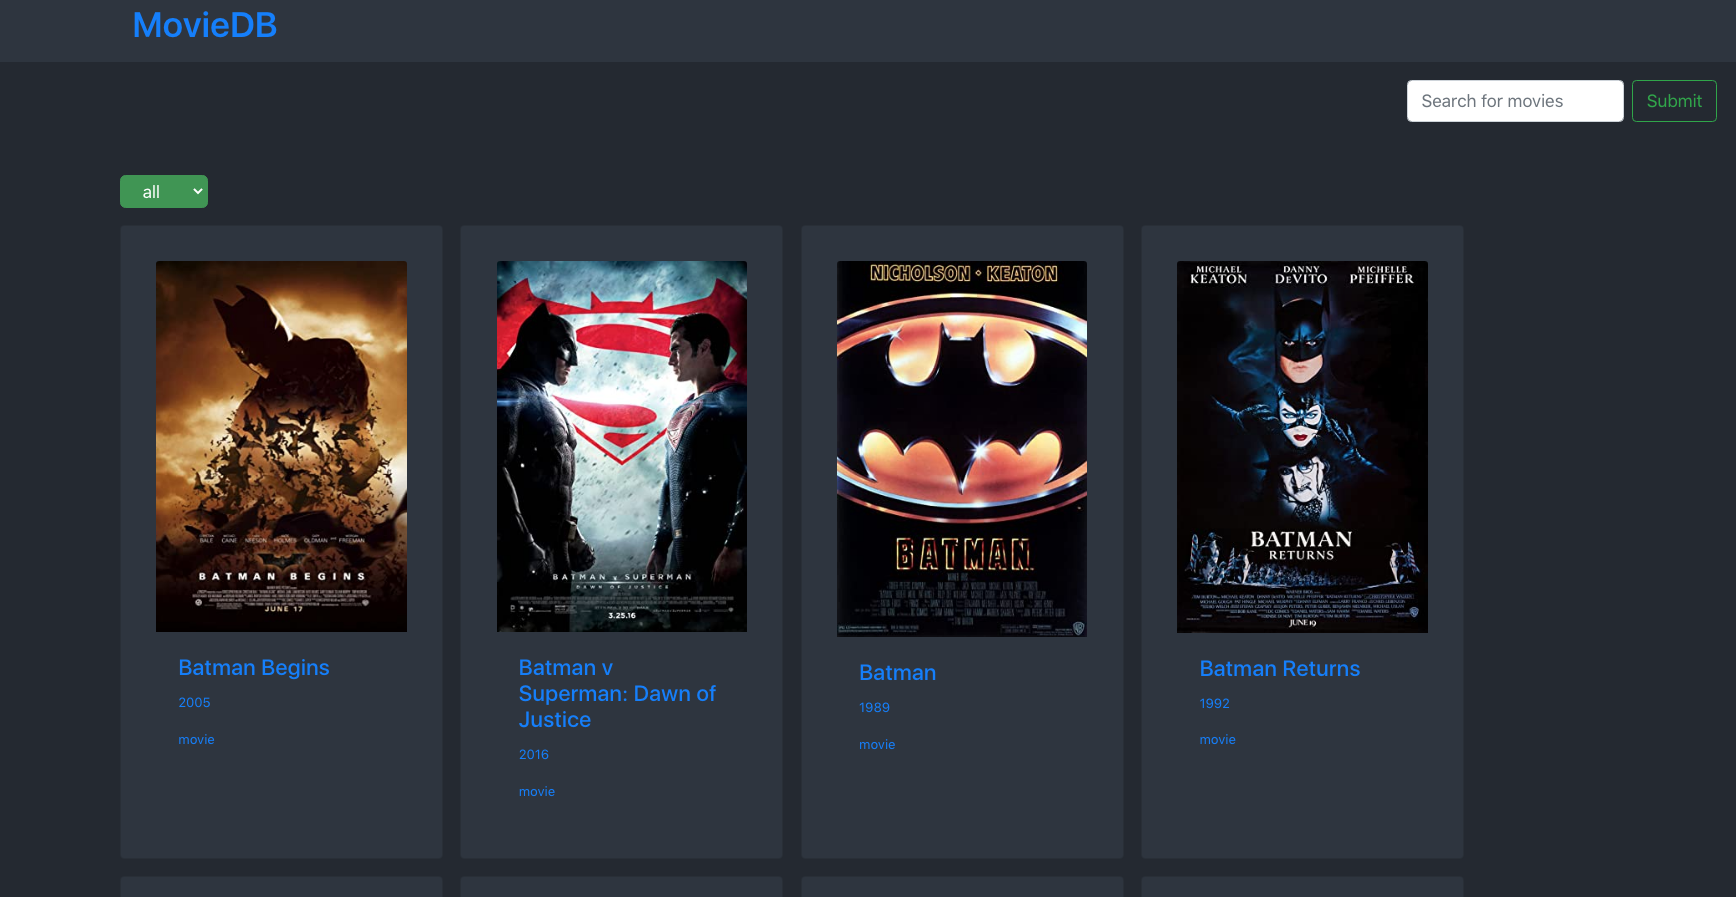 MovieDB
Search for movies
Submit
all
BATMAN BEGINS
JUNE 17
Batman Begins
2005
movie
BATMAN v SUPERMAN
DAWN OF JUSTICE
3.25.16
Batman v
Superman: Dawn of
Justice
2016
movie
NICHOLSON • KEATON
BATMAN
Batman
1989
movie
MICHAEL KEATON
DANNY DEVITO
MICHELLE PFEIFFER
BATMAN
RETURNS
JUNE 19
Batman Returns
1992
movie